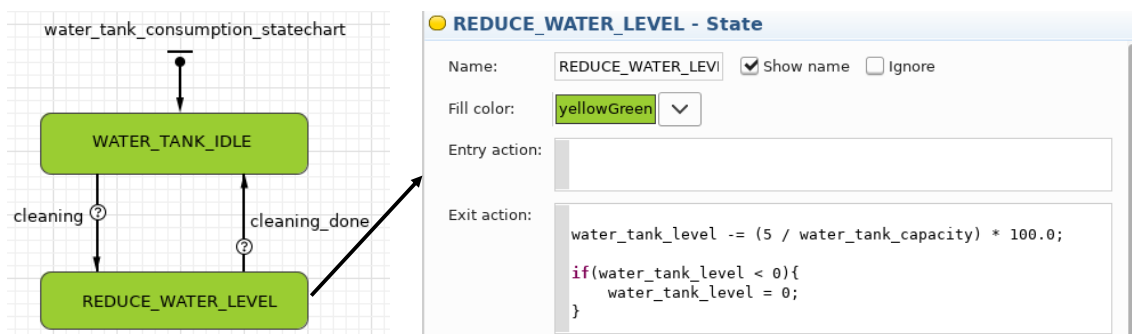 water_tank_consumption_statechart
WATER_TANK_IDLE
cleaning ?
cleaning_done
?
REDUCE_WATER_LEVEL
REDUCE_WATER_LEVEL - State
Name: REDUCE_WATER_LEVI Show name Ignore
Fill color: yellowGreen
Entry action:
Exit action:
water_tank_level -= (5 / water_tank_capacity) * 100.0;
if(water_tank_level < 0){
water_tank_level = 0;
}